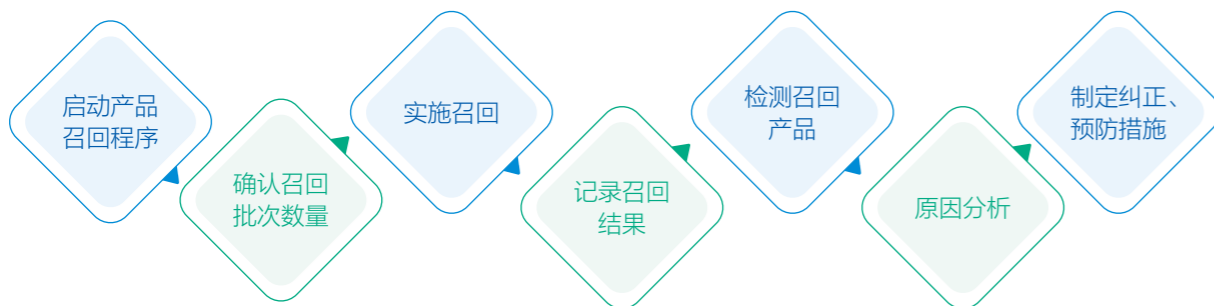 启动产品
召回程序
确认召回
批次数量
实施召回
记录召回
结果
检测召回
产品
原因分析
制定纠正、
预防措施